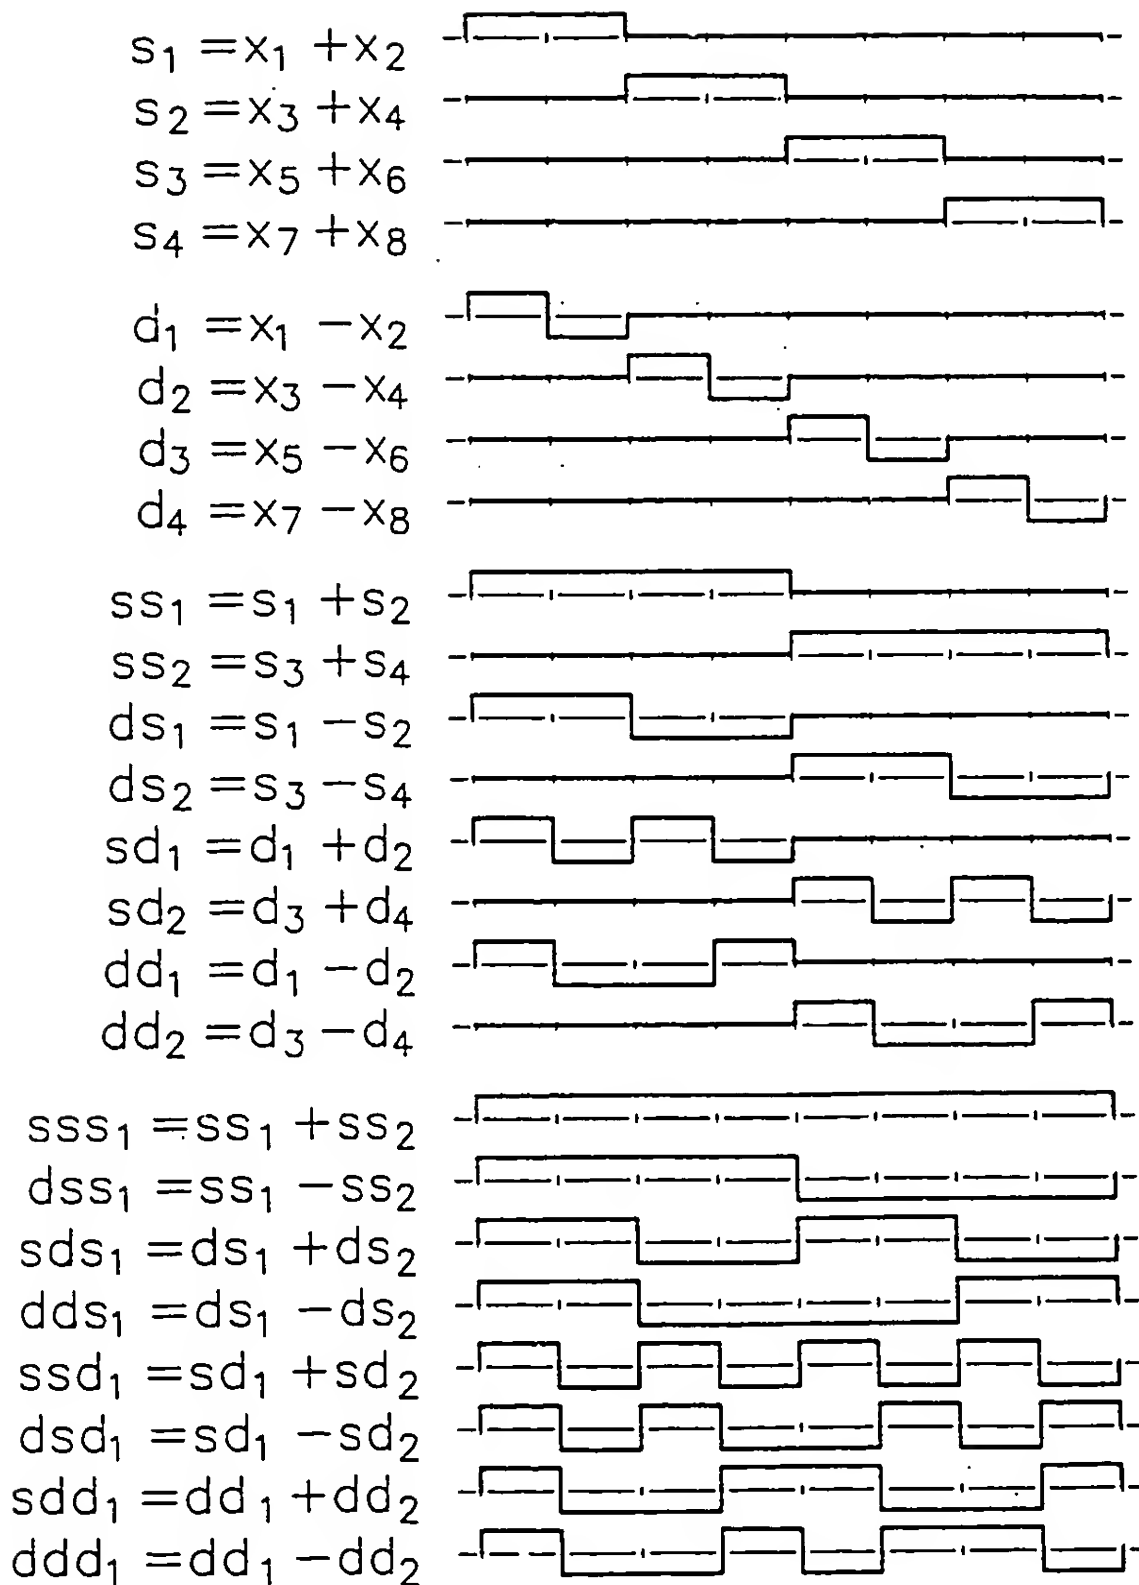 s₁ = x₁ + x₂
s₂ = x₃ + x₄
s₃ = x₅ + x₆
s₄ = x₇ + x₈
d₁ = x₁ − x₂
d₂ = x₃ − x₄
d₃ = x₅ − x₆
d₄ = x₇ − x₈
ss₁ = s₁ + s₂
ss₂ = s₃ + s₄
ds₁ = s₁ − s₂
ds₂ = s₃ − s₄
sd₁ = d₁ + d₂
sd₂ = d₃ + d₄
dd₁ = d₁ − d₂
dd₂ = d₃ − d₄
sss₁ = ss₁ + ss₂
dss₁ = ss₁ − ss₂
sds₁ = ds₁ + ds₂
dds₁ = ds₁ − ds₂
ssd₁ = sd₁ + sd₂
dsd₁ = sd₁ − sd₂
sdd₁ = dd₁ + dd₂
ddd₁ = dd₁ − dd₂